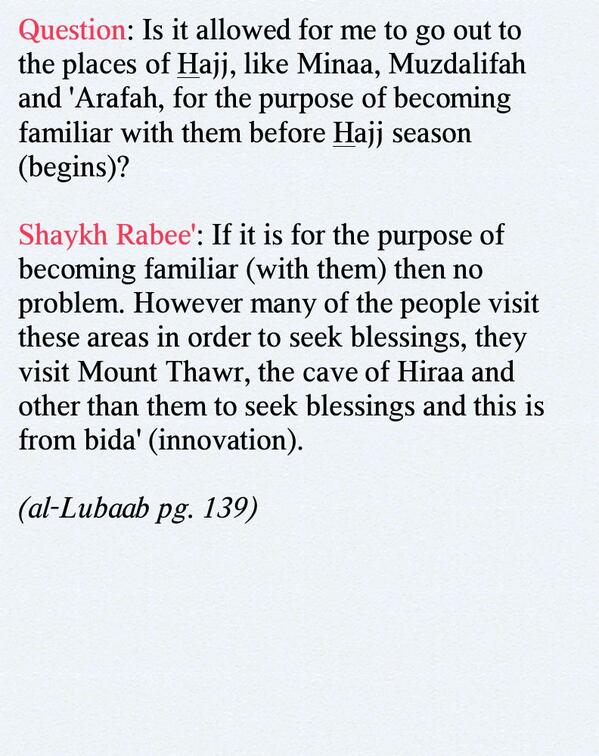 Question: Is it allowed for me to go out to
the places of Hajj, like Minaa, Muzdalifah
and 'Arafah, for the purpose of becoming
familiar with them before Hajj season
(begins)?
Shaykh Rabee': If it is for the purpose of
becoming familiar (with them) then no
problem. However many of the people visit
these areas in order to seek blessings, they
visit Mount Thawr, the cave of Hiraa and
other than them to seek blessings and this is
from bida' (innovation).
(al-Lubaab pg. 139)